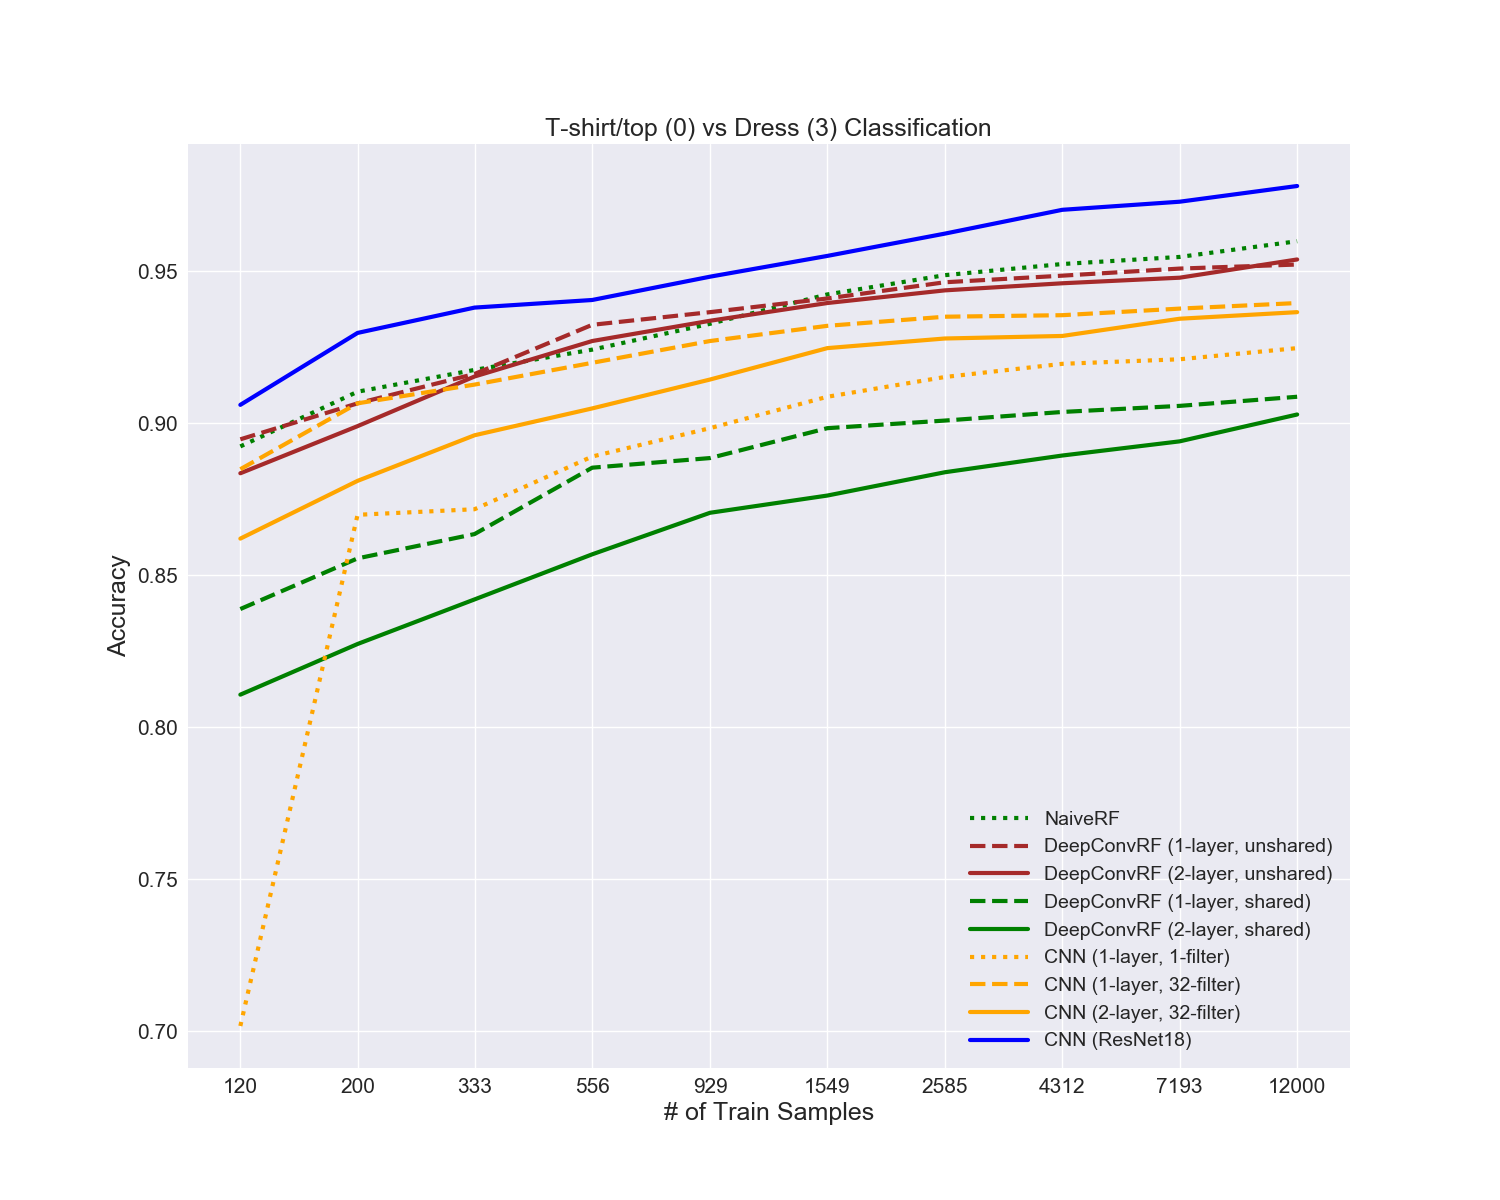 T-shirt/top (0) vs Dress (3) Classification
Accuracy
0.95
0.90
0.85
0.80
0.75
0.70
NaiveRF
DeepConvRF (1-layer, unshared)
DeepConvRF (2-layer, unshared)
DeepConvRF (1-layer, shared)
DeepConvRF (2-layer, shared)
CNN (1-layer, 1-filter)
CNN (1-layer, 32-filter)
CNN (2-layer, 32-filter)
CNN (ResNet18)
120 200 333 556 929 1549 2585 4312 7193 12000
# of Train Samples